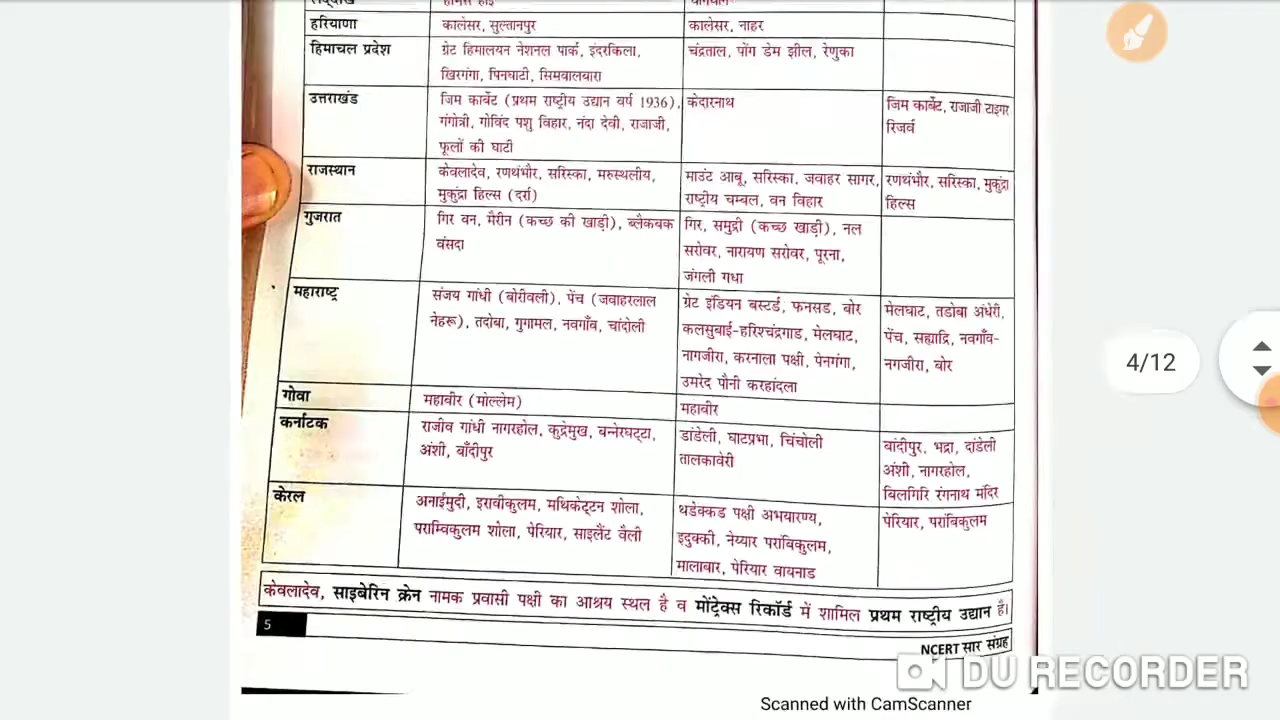 हरियाणा कालेसर, सुल्तानपुर कालेसर, नाहर
हिमाचल प्रदेश ग्रेट हिमालयन नेशनल पार्क, इंदरकिला, चंद्रताल, पोंग डेम झील, रेणुका
खिरगंगा, पिनघाटी, सिमवालवारा
उत्तराखंड जिम कार्बेट (प्रथम राष्ट्रीय उद्यान वर्ष 1936), केदारनाथ जिम कार्बेट, राजाजी टाइगर
गंगोत्री, गोविंद पशु विहार, नंदा देवी, राजाजी, रिजर्व
फूलों की घाटी
राजस्थान केवलादेव, रणथंभौर, सरिस्का, मरुस्थलीय, माउंट आबू, सरिस्का, जवाहर सागर, रणथंभौर, सरिस्का, मुकुंद्रा
मुकुंद्रा हिल्स (दर्रा) राष्ट्रीय चम्बल, वन विहार हिल्स
गुजरात गिर वन, मैरीन (कच्छ की खाड़ी), ब्लैकबक गिर, समुद्री (कच्छ खाड़ी), नल
वंसदा सरोवर, नारायण सरोवर, पूरना,
जंगली गधा
महाराष्ट्र संजय गांधी (बोरीवली), पेंच (जवाहरलाल ग्रेट इंडियन बस्टर्ड, फनसड, बोर मेलघाट, तडोबा अंधेरी,
नेहरू), तदोबा, गुगामल, नवगाँव, चांदोली कलसुबाई-हरिश्चंद्रगाड, मेलघाट, पेंच, सह्याद्रि, नवगाँव-
नागजीरा, करनाला पक्षी, पेनगंगा, नगजीरा, बोर
उमरेद पौनी करहांदला
गोवा महावीर (मोल्लेम) महावीर
कर्नाटक राजीव गांधी नागरहोल, कुद्रेमुख, बन्नेरघट्टा, डांडेली, घाटप्रभा, चिंचोली बांदीपुर, भद्रा, दांडेली
अंशी, बाँदीपुर तालकावेरी अंशी, नागरहोल,
बिलगिरि रंगनाथ मंदिर
केरल अनाईमुदी, इरावीकुलम, मथिकेट्टन शोला, थडेक्कड पक्षी अभयारण्य, पेरियार, परांबिकुलम
पराम्विकुलम शोला, पेरियार, साइलैंट वैली इदुक्की, नेय्यार परांबिकुलम,
मालाबार, पेरियार वायनाड
केवलादेव, साइबेरिन क्रेन नामक प्रवासी पक्षी का आश्रय स्थल है व मोंट्रेक्स रिकॉर्ड में शामिल प्रथम राष्ट्रीय उद्यान है।
5
NCERT सार संग्रह
4/12
DU RECORDER
Scanned with CamScanner